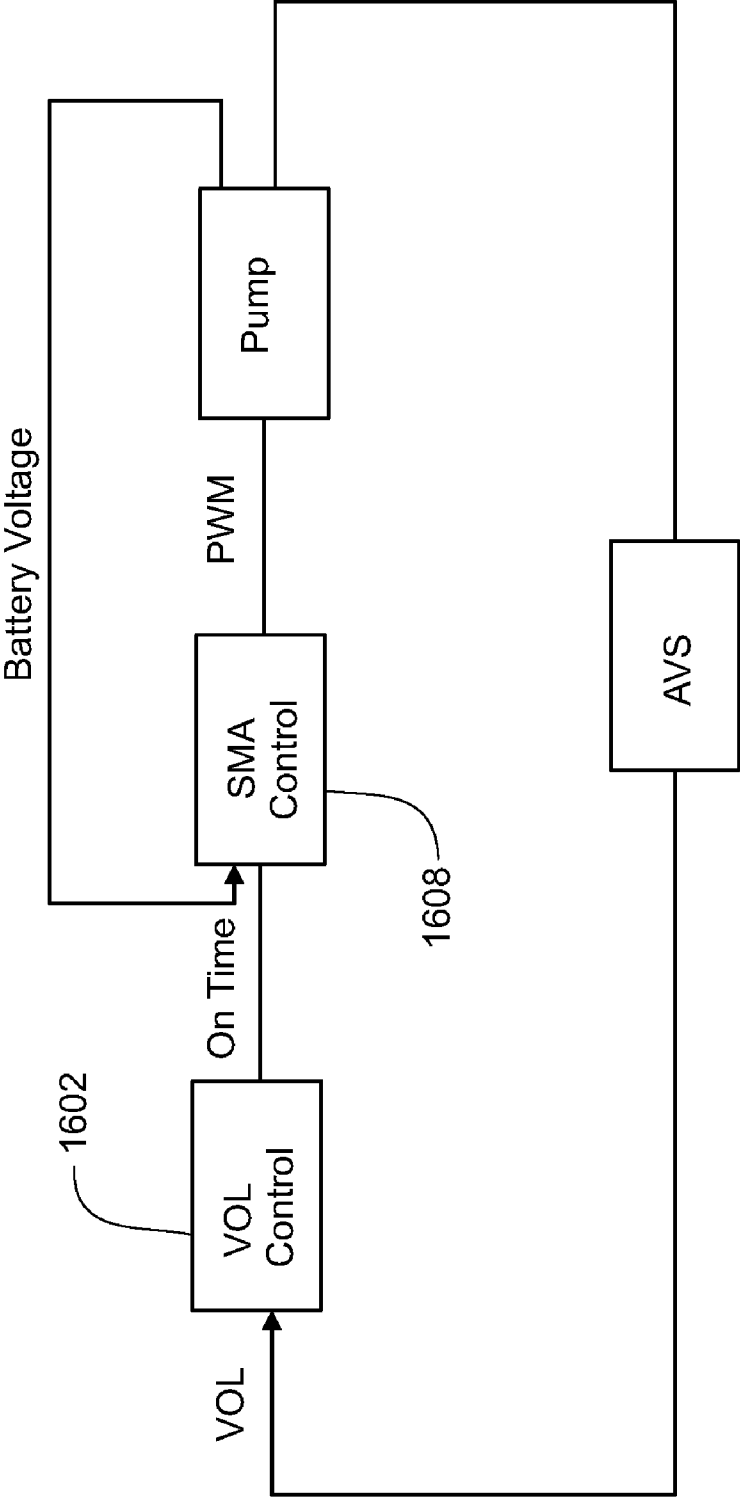 Battery Voltage
VOL
1602
VOL
Control
On Time
SMA
Control
1608
PWM
Pump
AVS